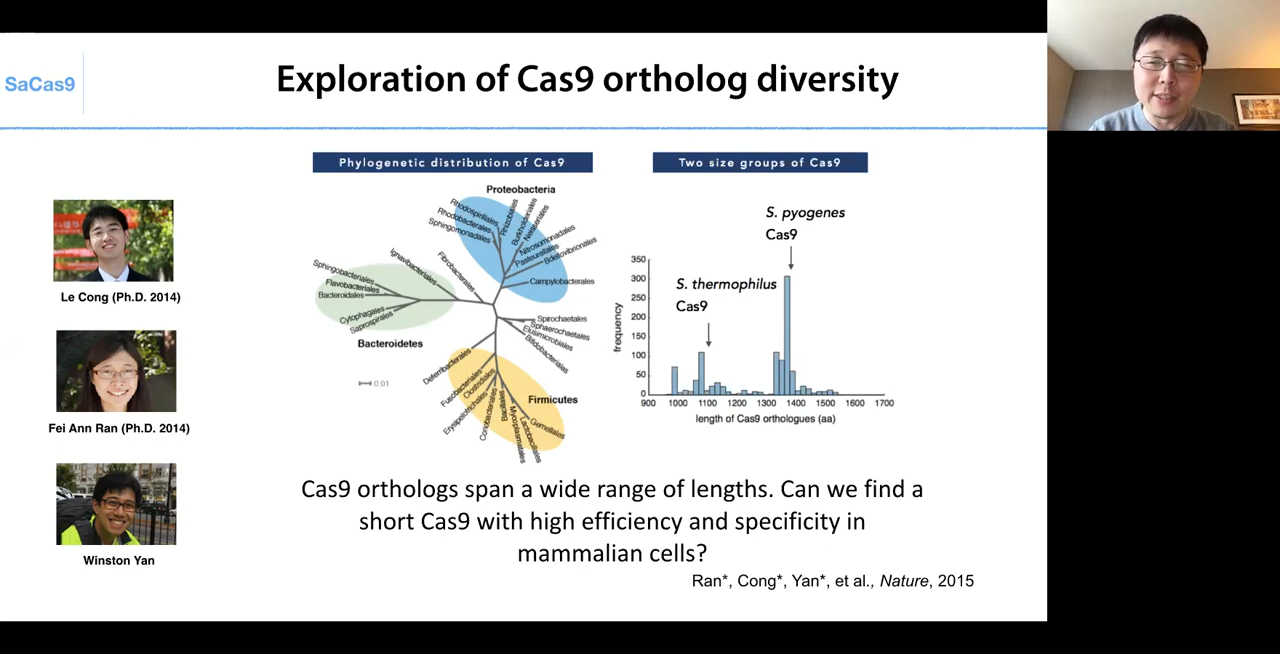 SaCas9
Exploration of Cas9 ortholog diversity
Phylogenetic distribution of Cas9
Two size groups of Cas9
Le Cong (Ph.D. 2014)
Fei Ann Ran (Ph.D. 2014)
Winston Yan
Proteobacteria
Rhodospirillales
Rhodobacterales
Sphingomonadales
Rhizobiales
Burkholderiales
Neisseriales
Nitrosomonadales
Pasteurellales
Bdellovibrionales
Campylobacterales
Fibrobacterales
Ignavibacteriales
Sphingobacteriales
Flavobacteriales
Bacteroidales
Cytophagales
Saprospirales
Bacteroidetes
Spirochaetales
Sphaerochaetales
Elusimicrobiales
Bifidobacteriales
Deferribacterales
Fusobacteriales
Clostridiales
Erysipelotrichales
Coriobacteriales
Bacillales
Mycoplasmatales
Lactobacillales
Gemellales
Firmicutes
0.01
S. pyogenes
Cas9
S. thermophilus
Cas9
frequency
350
300
250
200
150
100
50
0
900 1000 1100 1200 1300 1400 1500 1600 1700
length of Cas9 orthologues (aa)
Cas9 orthologs span a wide range of lengths. Can we find a
short Cas9 with high efficiency and specificity in
mammalian cells?
Ran*, Cong*, Yan*, et al., Nature, 2015